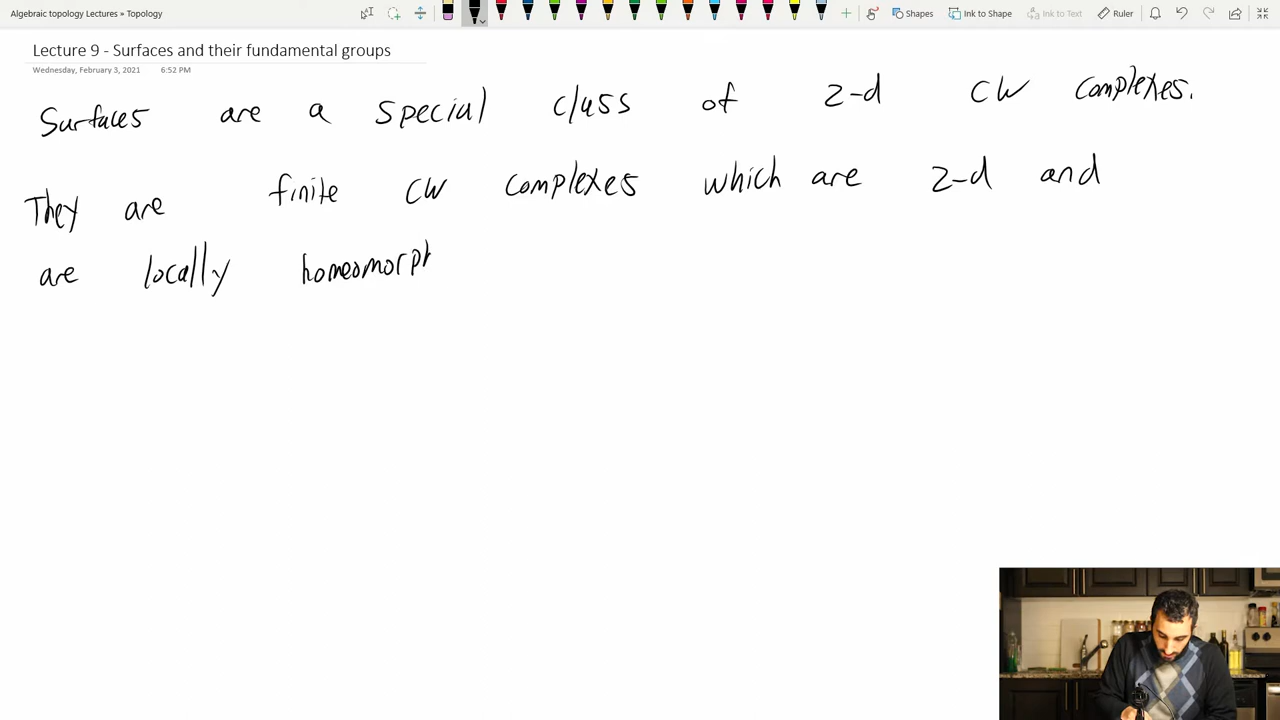 Algebraic topology Lectures – Topology
Shapes Ink to Shape Ink to Text Ruler
Lecture 9 - Surfaces and their fundamental groups
Wednesday, February 3, 2021 6:52 PM
Surfaces are a special class of 2-d CW complexes.
They are finite CW complexes which are 2-d and
are locally homeomorph